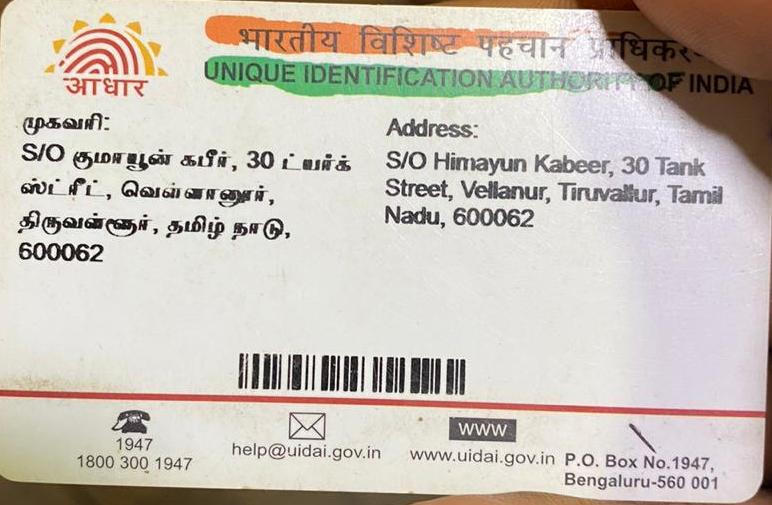 आधार
भारतीय विशिष्ट पहचान प्राधिकर
UNIQUE IDENTIFICATION AUTHORITY OF INDIA
முகவரி:
S/O குமாயூன் கபீர், 30 ட்யர்க்
ஸ்ட்ரீட், வெள்ளானூர்,
திருவள்ளூர், தமிழ் நாடு,
600062
Address:
S/O Himayun Kabeer, 30 Tank
Street, Vellanur, Tiruvallur, Tamil
Nadu, 600062
1947
1800 300 1947
help@uidai.gov.in
WWW
www.uidai.gov.in
P.O. Box No.1947,
Bengaluru-560 001